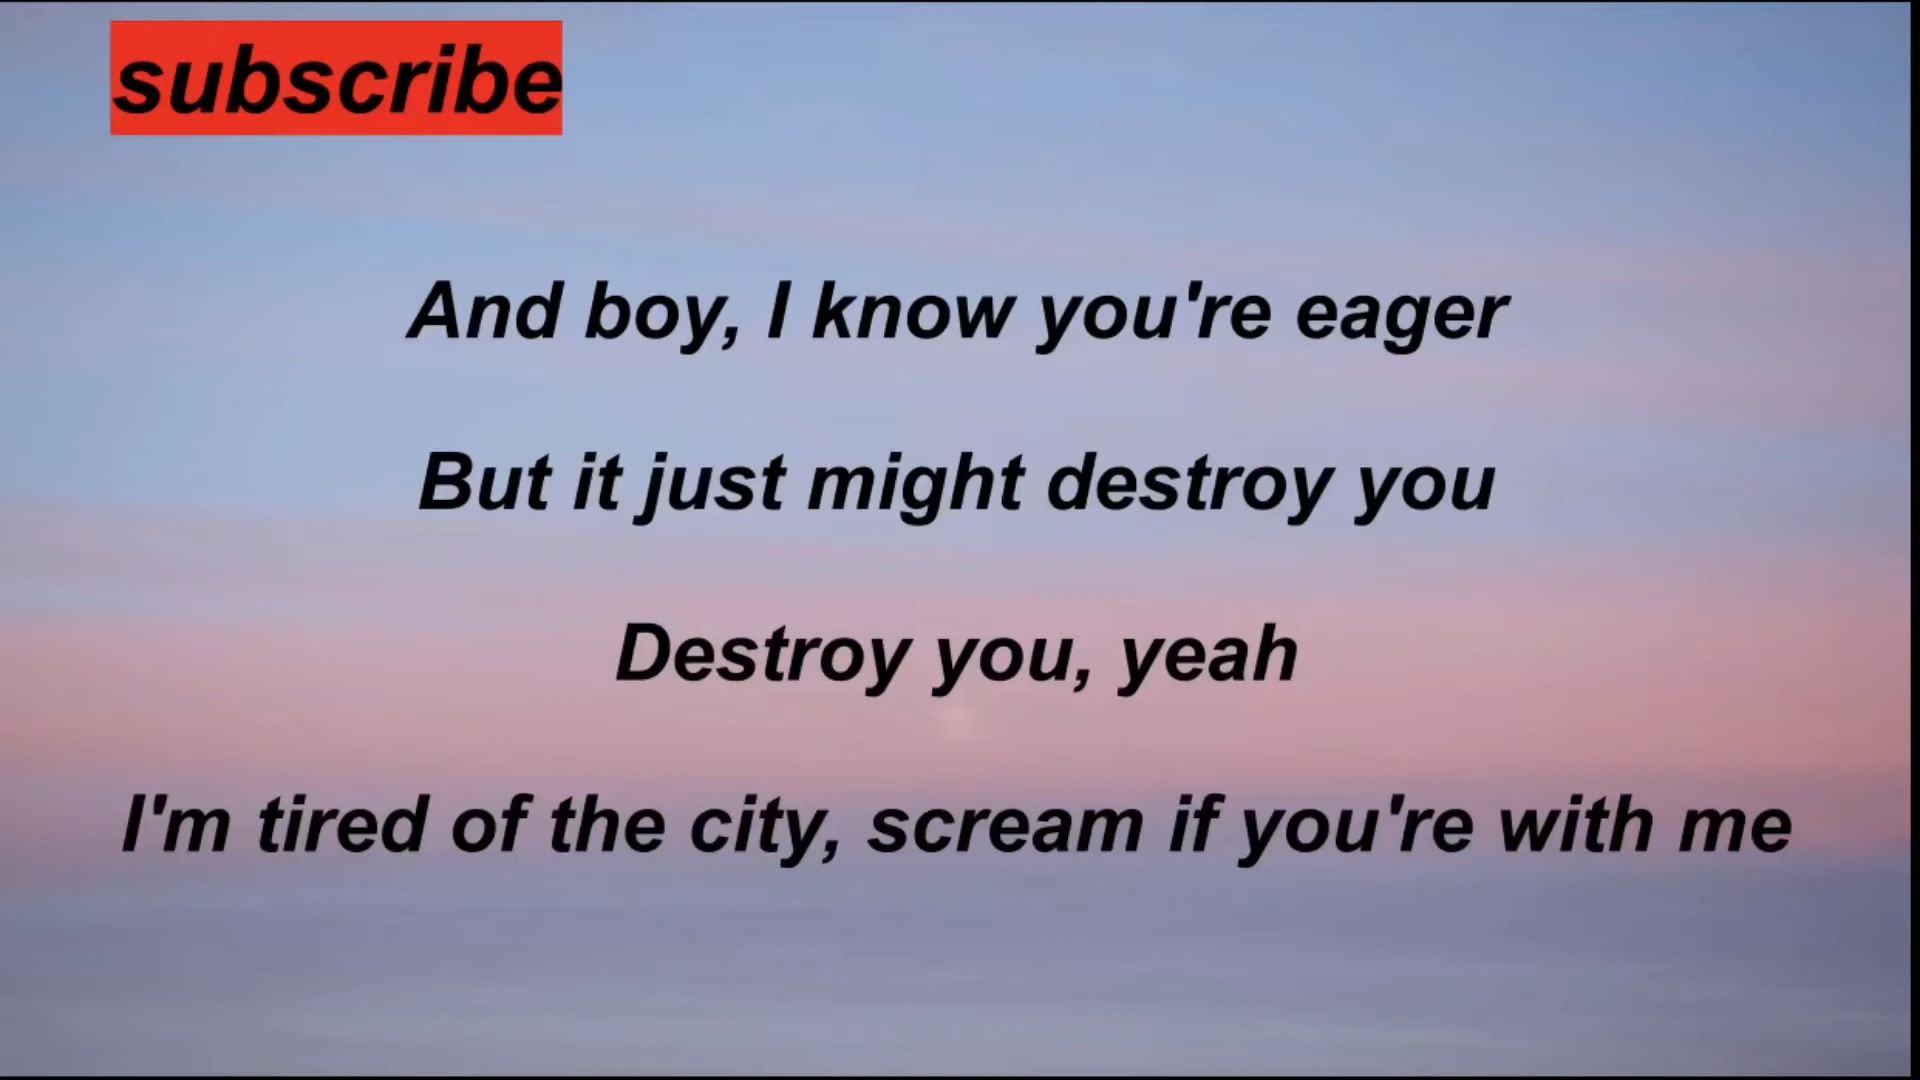 subscribe
And boy, I know you're eager
But it just might destroy you
Destroy you, yeah
I'm tired of the city, scream if you're with me